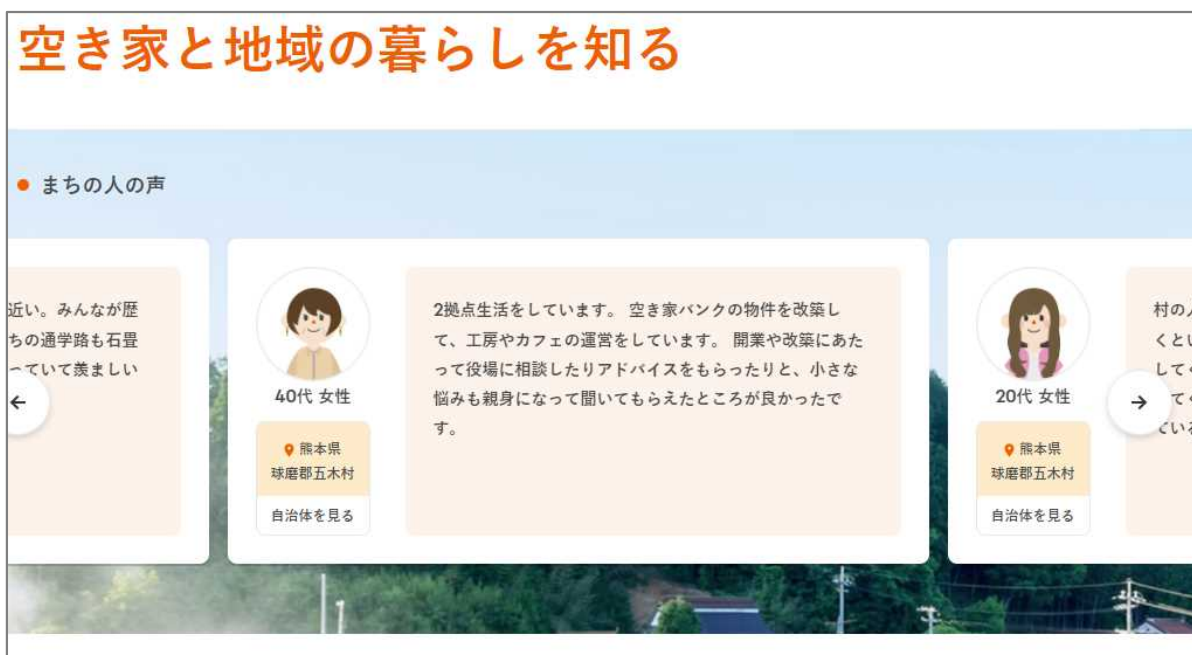 空き家と地域の暮らしを知る
まちの人の声
近い。みんなが歴
ちの通学路も石畳
っていて羨ましい
40代 女性
熊本県
球磨郡五木村
自治体を見る
2拠点生活をしています。 空き家バンクの物件を改築し
て、工房やカフェの運営をしています。 開業や改築にあた
って役場に相談したりアドバイスをもらったりと、小さな
悩みも親身になって聞いてもらえたところが良かったで
す。
20代 女性
熊本県
球磨郡五木村
自治体を見る
村の
くと
して
て
てい